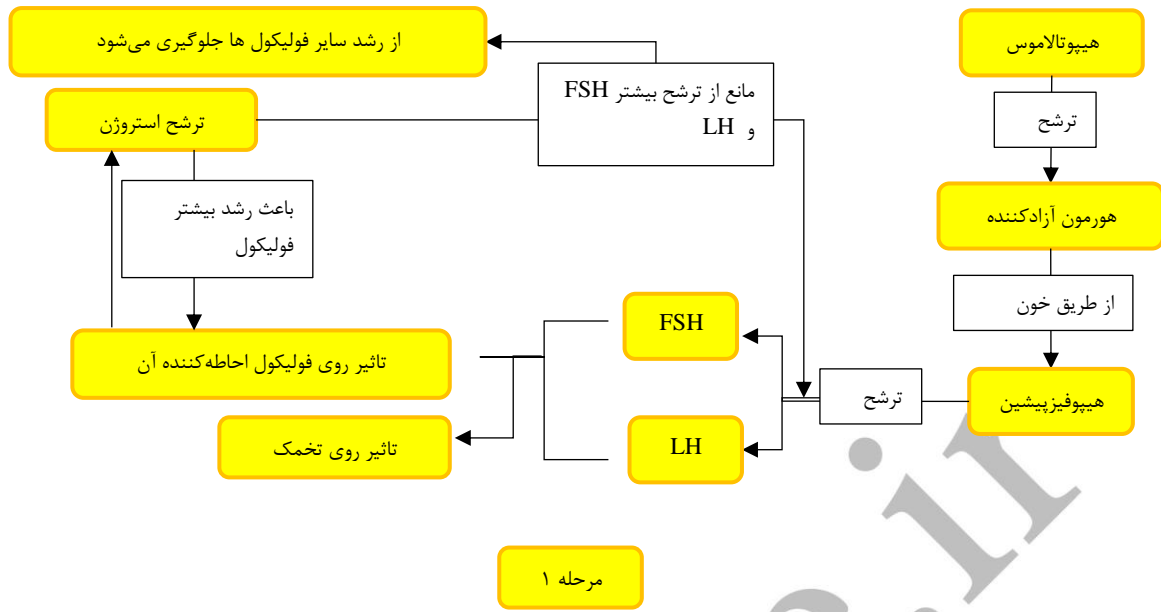 از رشد سایر فولیکول ها جلوگیری می‌شود
هیپوتالاموس
مانع از ترشح بیشتر FSH
و LH
ترشح استروژن
ترشح
باعث رشد بیشتر
فولیکول
هورمون آزادکننده
از طریق خون
FSH
تاثیر روی فولیکول احاطه‌کننده آن
ترشح
هیپوفیزپیشین
تاثیر روی تخمک
LH
مرحله ۱